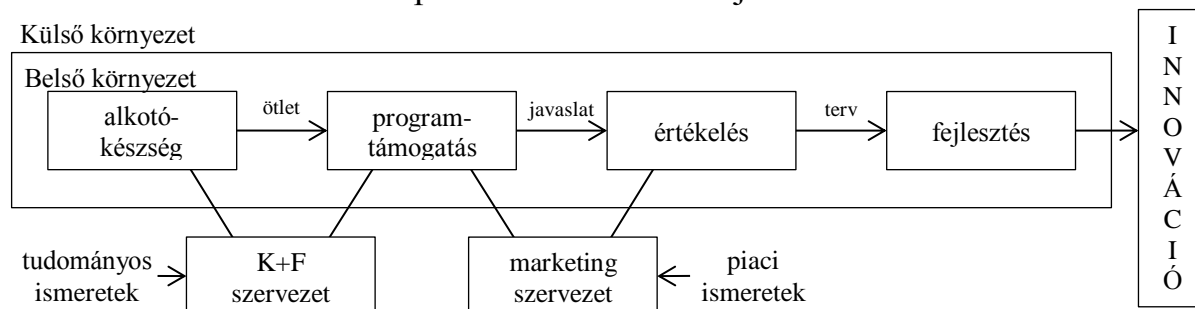 Külső környezet
Belső környezet
alkotó-
készség
ötlet
program-
támogatás
javaslat
értékelés
terv
fejlesztés
I
N
N
O
V
Á
C
I
Ó
tudományos
ismeretek
K+F
szervezet
marketing
szervezet
piaci
ismeretek